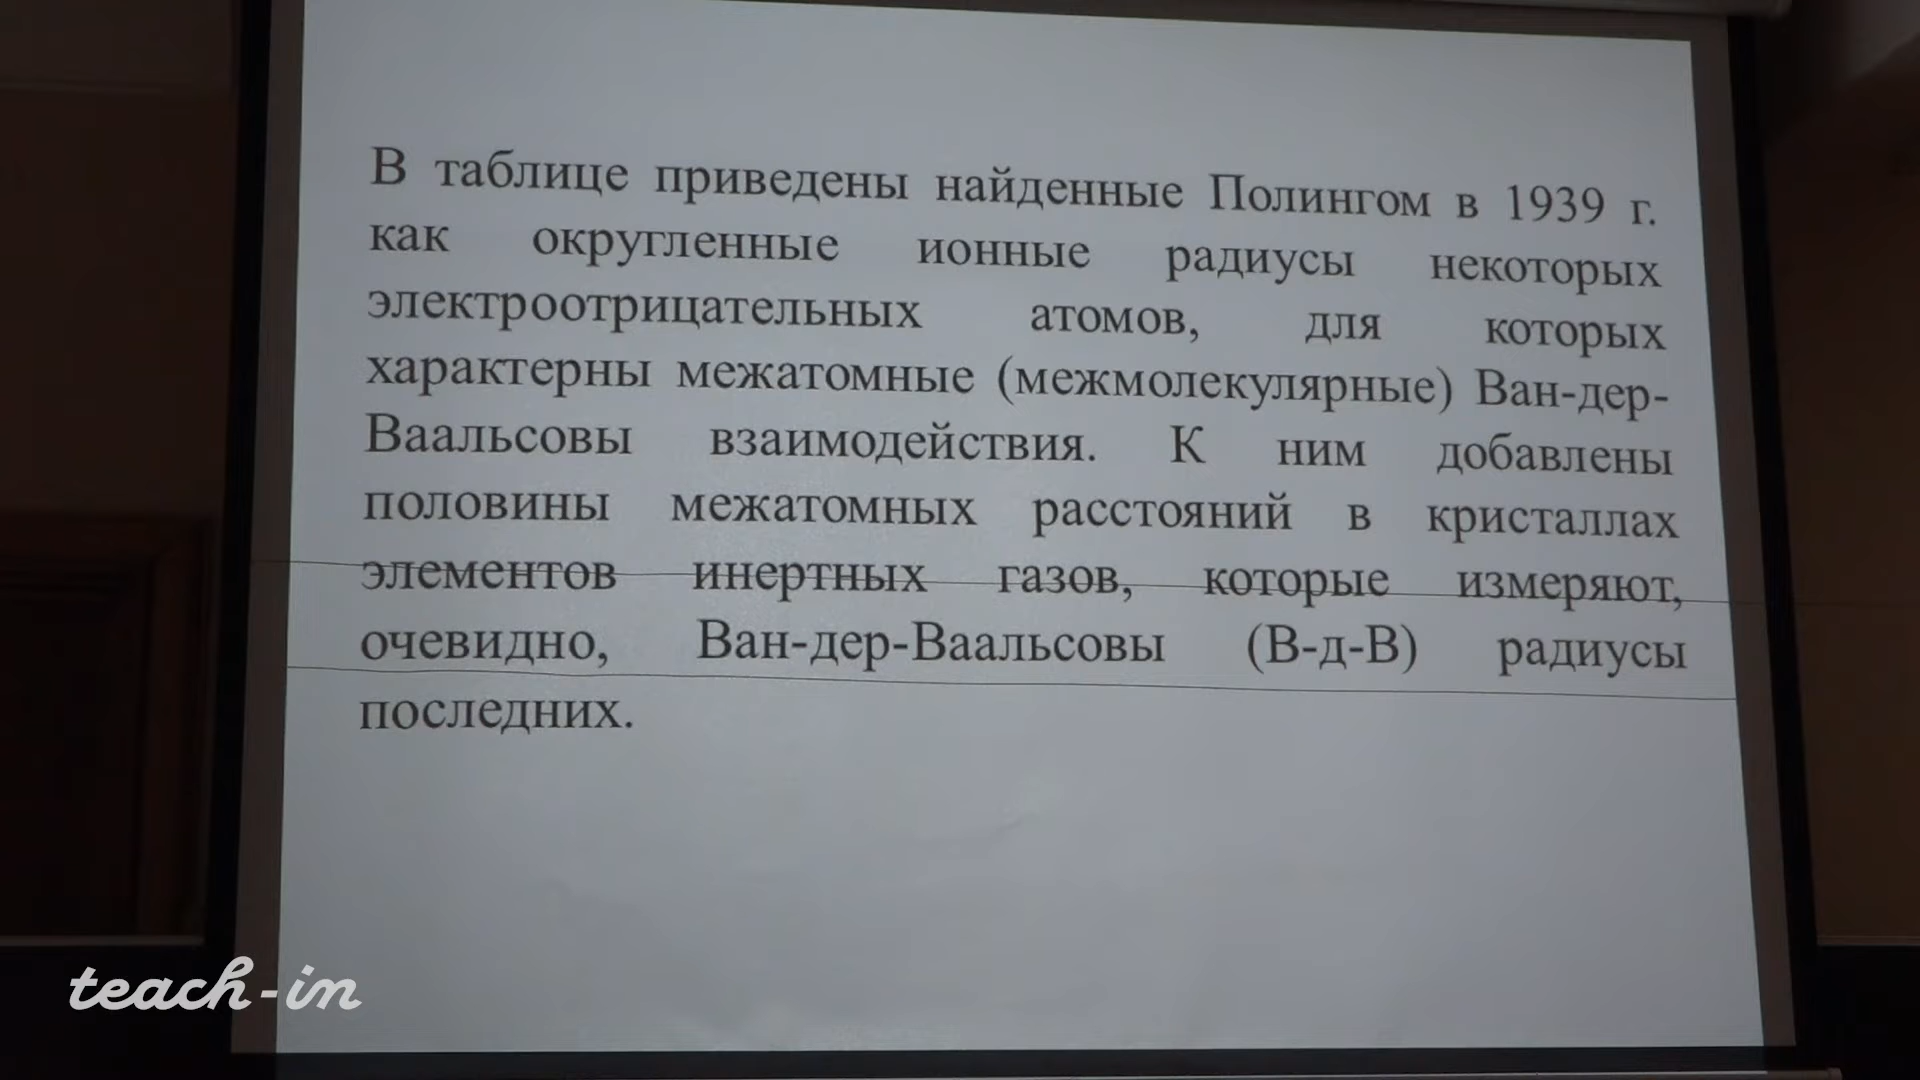 В таблице приведены найденные Полингом в 1939 г.
как округленные ионные радиусы некоторых
электроотрицательных атомов, для которых
характерны межатомные (межмолекулярные) Ван-дер-
Ваальсовы взаимодействия. К ним добавлены
половины межатомных расстояний в кристаллах
элементов инертных газов, которые измеряют,
очевидно, Ван-дер-Ваальсовы (В-д-В) радиусы
последних.
teach-in